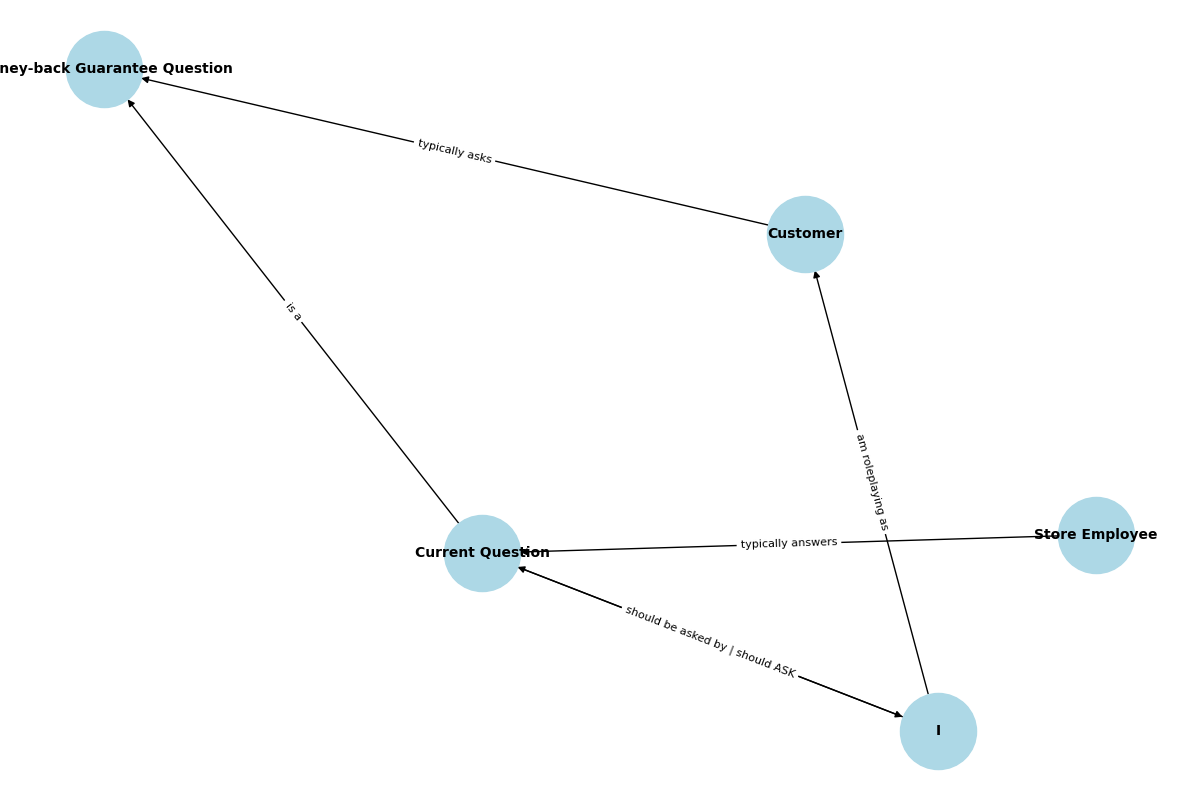 ney-back Guarantee Question
typically asks
Customer
is a
am roleplaying as
Store Employee
typically answers
Current Question
should be asked by | should ASK
I